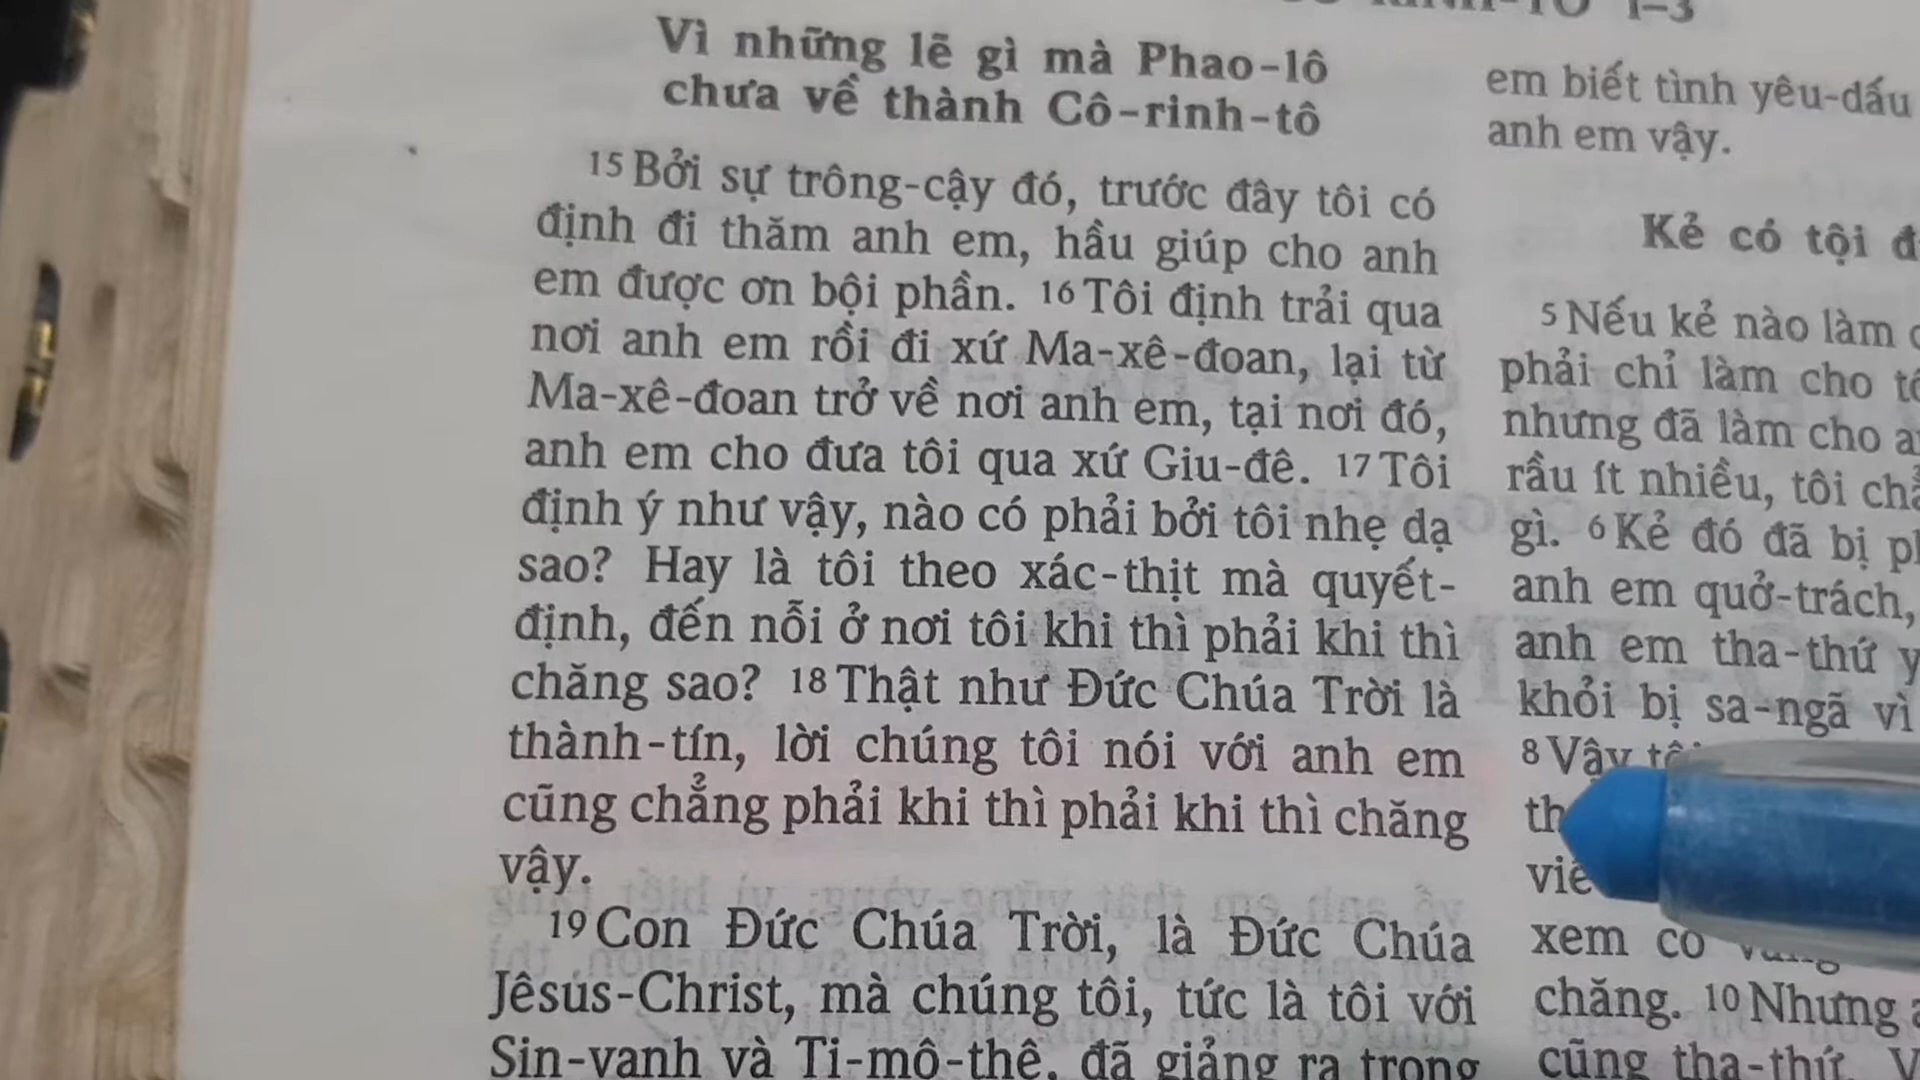 1–3
Vì những lẽ gì mà Phao-lô
chưa về thành Cô-rinh-tô
15 Bởi sự trông-cậy đó, trước đây tôi có
định đi thăm anh em, hầu giúp cho anh
em được ơn bội phần. 16 Tôi định trải qua
nơi anh em rồi đi xứ Ma-xê-đoan, lại từ
Ma-xê-đoan trở về nơi anh em, tại nơi đó,
anh em cho đưa tôi qua xứ Giu-đê. 17 Tôi
định ý như vậy, nào có phải bởi tôi nhẹ dạ
sao? Hay là tôi theo xác-thịt mà quyết-
định, đến nỗi ở nơi tôi khi thì phải khi thì
chăng sao? 18 Thật như Đức Chúa Trời là
thành-tín, lời chúng tôi nói với anh em
cũng chẳng phải khi thì phải khi thì chăng
vậy.
19 Con Đức Chúa Trời, là Đức Chúa
Jêsús-Christ, mà chúng tôi, tức là tôi với
Sin-vanh và Ti-mô-thê, đã giảng ra trong
em biết tình yêu-dấu
anh em vậy.
Kẻ có tội
5 Nếu kẻ nào làm
phải chỉ làm cho
nhưng đã làm cho
rầu ít nhiều, tôi
gì. 6 Kẻ đó đã bị
anh em quở-trách,
anh em tha-thứ
khỏi bị sa-ngã vì
8 Vậy
xem có
chăng. 10 Nhưng
cũng tha-thứ.